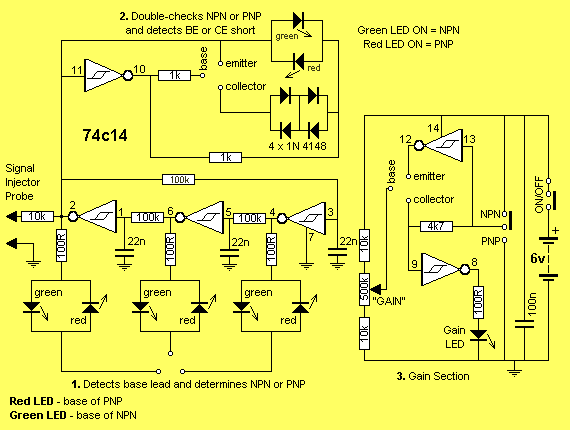 2. Double-checks NPN or PNP
and detects BE or CE short
Green LED ON = NPN
Red LED ON = PNP
green
red
base
emitter
collector
11
10
1k
4 x 1N 4148
74c14
1k
100k
Signal
Injector
Probe
10k
2
1
100k
6
5
100k
4
3
7
100R
22n
100R
22n
100R
22n
green
red
green
red
green
red
1. Detects base lead and determines NPN or PNP
Red LED - base of PNP
Green LED - base of NPN
14
12
13
base
emitter
collector
4k7
NPN
PNP
ON/OFF
+
6v
10k
500k
"GAIN"
10k
9
8
100R
100n
Gain
LED
3. Gain Section